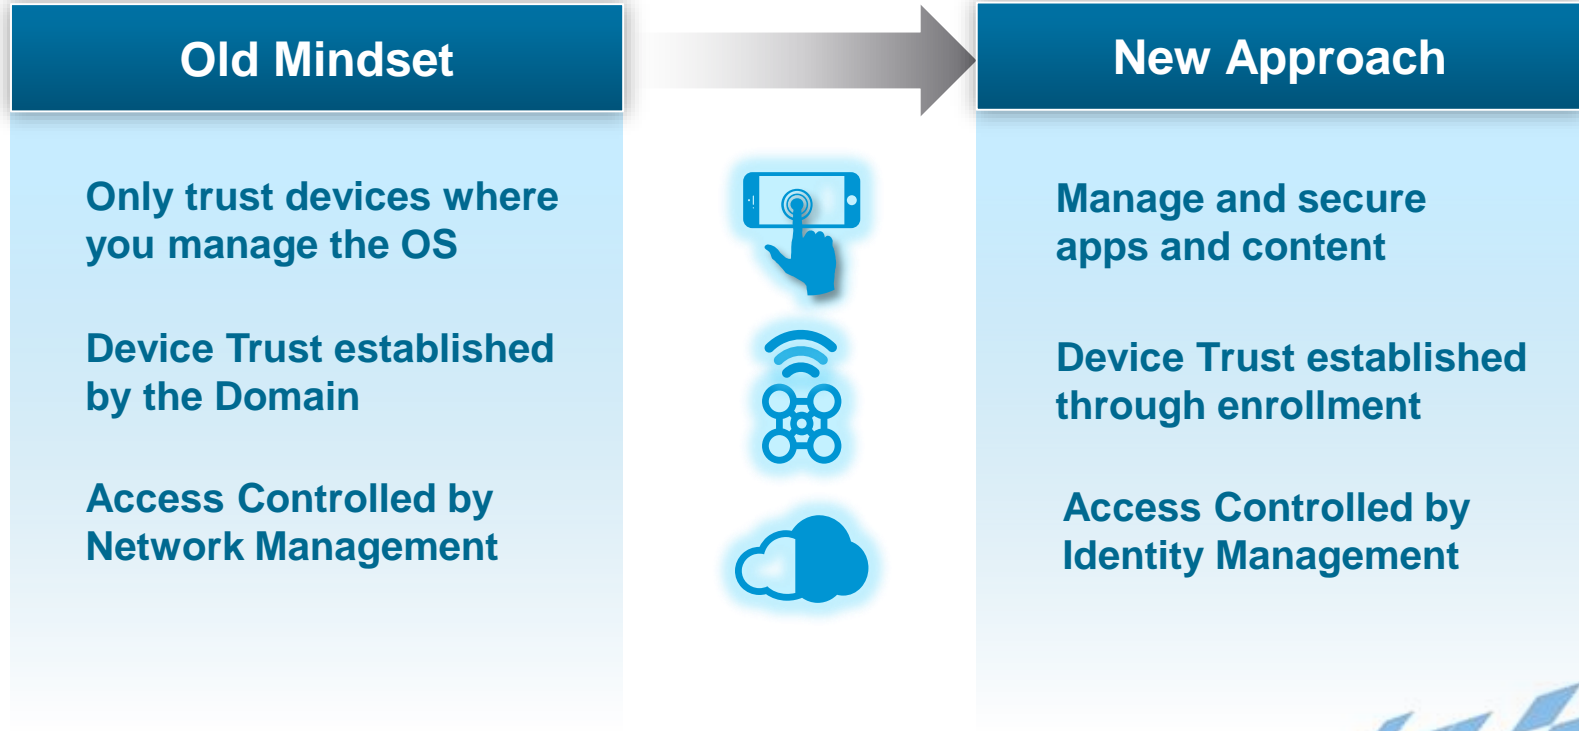 Old Mindset
New Approach
Only trust devices where
you manage the OS
Device Trust established
by the Domain
Access Controlled by
Network Management
Manage and secure
apps and content
Device Trust established
through enrollment
Access Controlled by
Identity Management